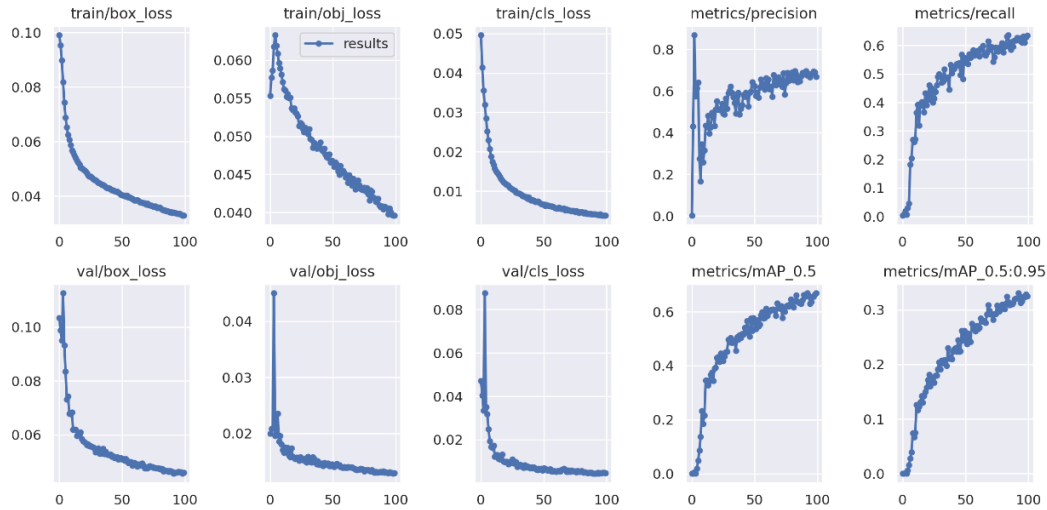 train/box_loss
train/obj_loss
train/cls_loss
metrics/precision
metrics/recall
0.10
0.08
0.06
0.04
0 50 100
results
0.060
0.055
0.050
0.045
0.040
0 50 100
0.05
0.04
0.03
0.02
0.01
0 50 100
0.8
0.6
0.4
0.2
0.0
0 50 100
0.6
0.5
0.4
0.3
0.2
0.1
0.0
0 50 100
val/box_loss
val/obj_loss
val/cls_loss
metrics/mAP_0.5
metrics/mAP_0.5:0.95
0.10
0.08
0.06
0 50 100
0.04
0.03
0.02
0 50 100
0.08
0.06
0.04
0.02
0 50 100
0.6
0.4
0.2
0.0
0 50 100
0.3
0.2
0.1
0.0
0 50 100